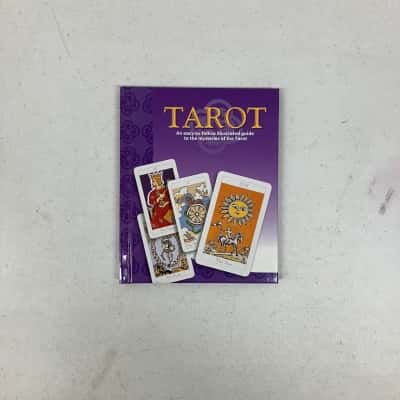 TAROT
An easy-to-follow illustrated guide
to the mysteries of the Tarot